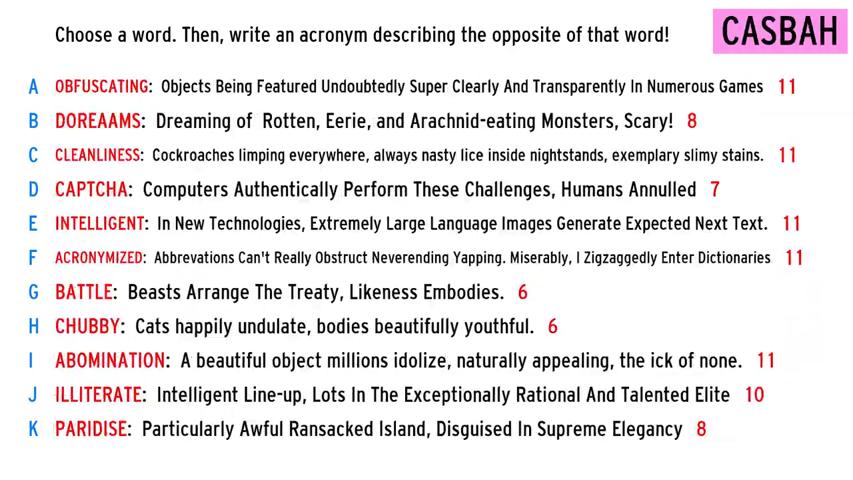 Choose a word. Then, write an acronym describing the opposite of that word!
CASBAH
A OBFUSCATING: Objects Being Featured Undoubtedly Super Clearly And Transparently In Numerous Games 11
B DOREAAMS: Dreaming of Rotten, Eerie, and Arachnid-eating Monsters, Scary! 8
C CLEANLINESS: Cockroaches limping everywhere, always nasty lice inside nightstands, exemplary slimy stains. 11
D CAPTCHA: Computers Authentically Perform These Challenges, Humans Annulled 7
E INTELLIGENT: In New Technologies, Extremely Large Language Images Generate Expected Next Text. 11
F ACRONYMIZED: Abbrevations Can't Really Obstruct Neverending Yapping. Miserably, I Zigzaggedly Enter Dictionaries 11
G BATTLE: Beasts Arrange The Treaty, Likeness Embodies. 6
H CHUBBY: Cats happily undulate, bodies beautifully youthful. 6
I ABOMINATION: A beautiful object millions idolize, naturally appealing, the ick of none. 11
J ILLITERATE: Intelligent Line-up, Lots In The Exceptionally Rational And Talented Elite 10
K PARIDISE: Particularly Awful Ransacked Island, Disguised In Supreme Elegancy 8